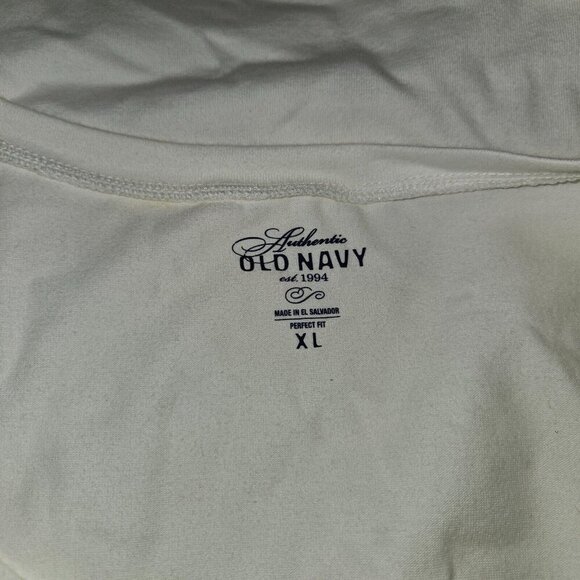 Authentic
OLD NAVY
est. 1994
MADE IN EL SALVADOR
PERFECT FIT
XL